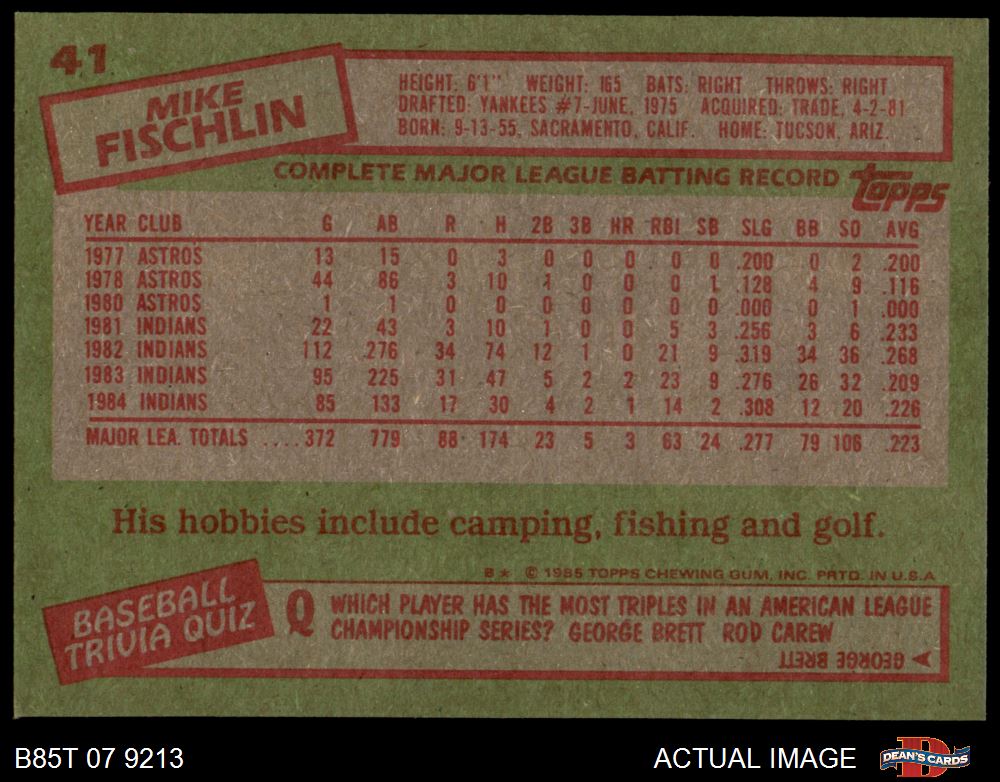 41
MIKE
FISCHLIN
HEIGHT: 6'1" WEIGHT: 165 BATS: RIGHT THROWS: RIGHT
DRAFTED: YANKEES #7-JUNE, 1975 ACQUIRED: TRADE, 4-2-81
BORN: 9-13-55, SACRAMENTO, CALIF. HOME: TUCSON, ARIZ.
COMPLETE MAJOR LEAGUE BATTING RECORD topps
YEAR CLUB G AB R H 2B 3B HR RBI SB SLG BB SO AVG
1977 ASTROS 13 15 0 3 0 0 0 0 0 .200 0 2 .200
1978 ASTROS 44 86 3 10 1 0 0 0 1 .128 4 9 .116
1980 ASTROS 1 1 0 0 0 0 0 0 0 .000 0 1 .000
1981 INDIANS 22 43 3 10 1 0 0 5 3 .256 3 6 .233
1982 INDIANS 112 276 34 74 12 1 0 21 9 .319 34 36 .268
1983 INDIANS 95 225 31 47 5 2 2 23 9 .276 26 32 .209
1984 INDIANS 85 133 17 30 4 2 1 14 2 .308 12 20 .226
MAJOR LEA. TOTALS ....372 779 88 174 23 5 3 63 24 .277 79 106 .223
His hobbies include camping, fishing and golf.
B* © 1985 TOPPS CHEWING GUM, INC. PRTD. IN U.S.A
BASEBALL
TRIVIA QUIZ
Q WHICH PLAYER HAS THE MOST TRIPLES IN AN AMERICAN LEAGUE
CHAMPIONSHIP SERIES? GEORGE BRETT ROD CAREW
GEORGE BRETT
B85T 07 9213
ACTUAL IMAGE
DEAN'S CARDS